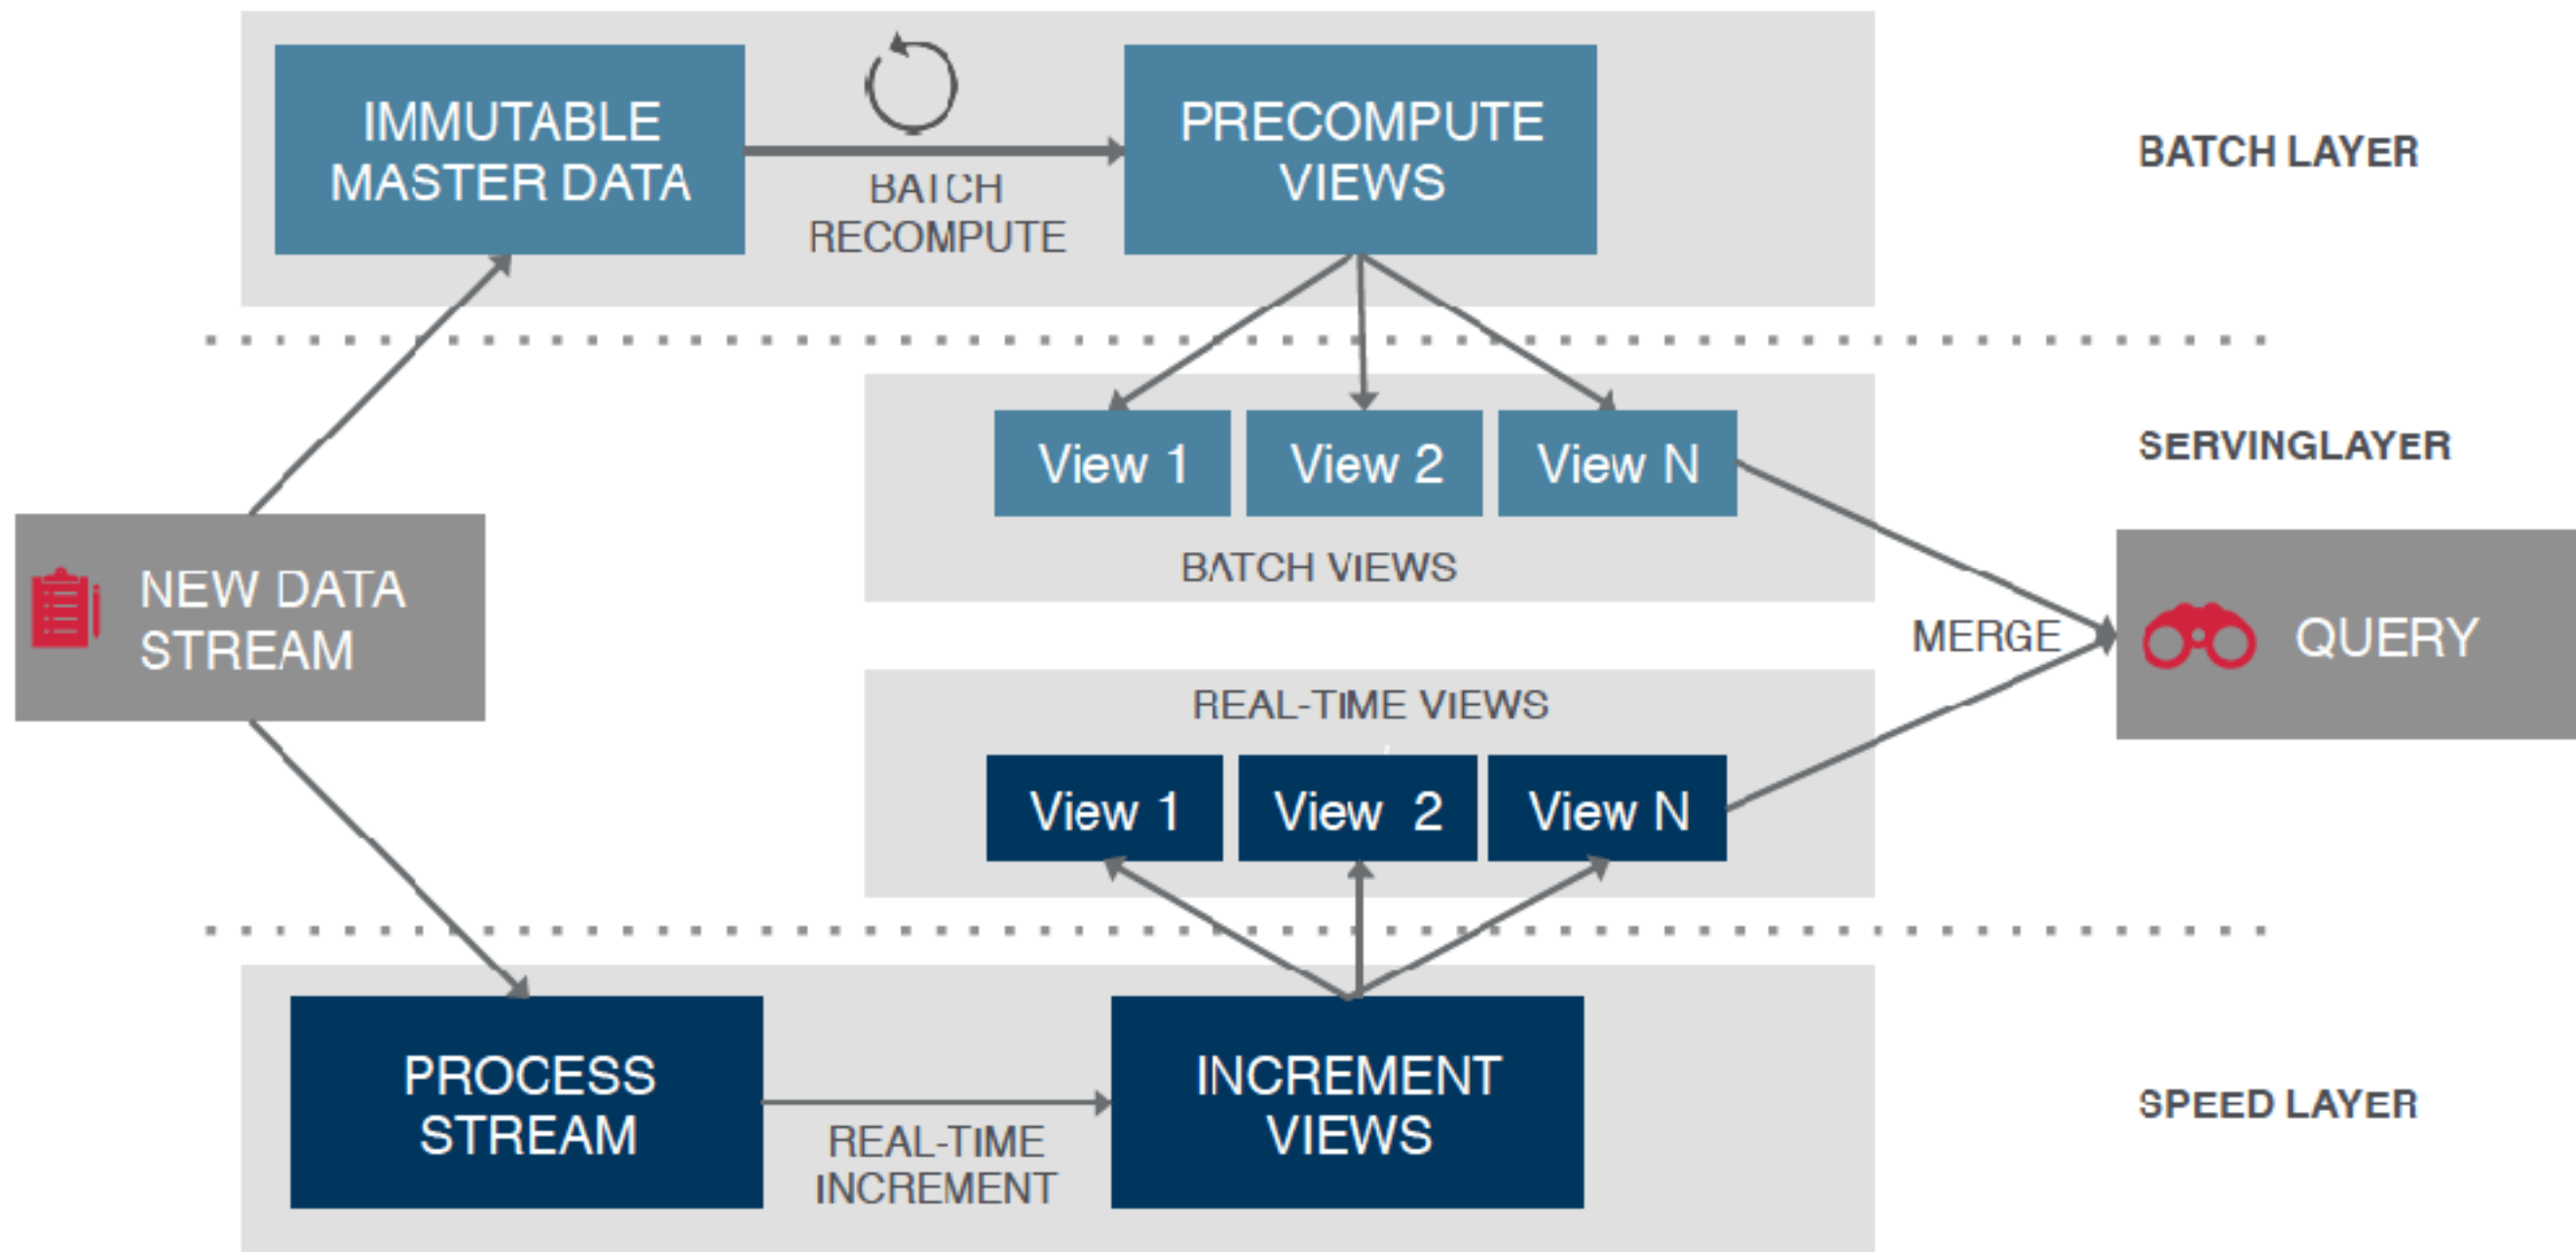 IMMUTABLE
MASTER DATA
BATCH
RECOMPUTE
PRECOMPUTE
VIEWS
BATCH LAYER
View 1
View 2
View N
BATCH VIEWS
SERVINGLAYER
NEW DATA
STREAM
MERGE
QUERY
REAL-TIME VIEWS
View 1
View 2
View N
PROCESS
STREAM
REAL-TIME
INCREMENT
INCREMENT
VIEWS
SPEED LAYER